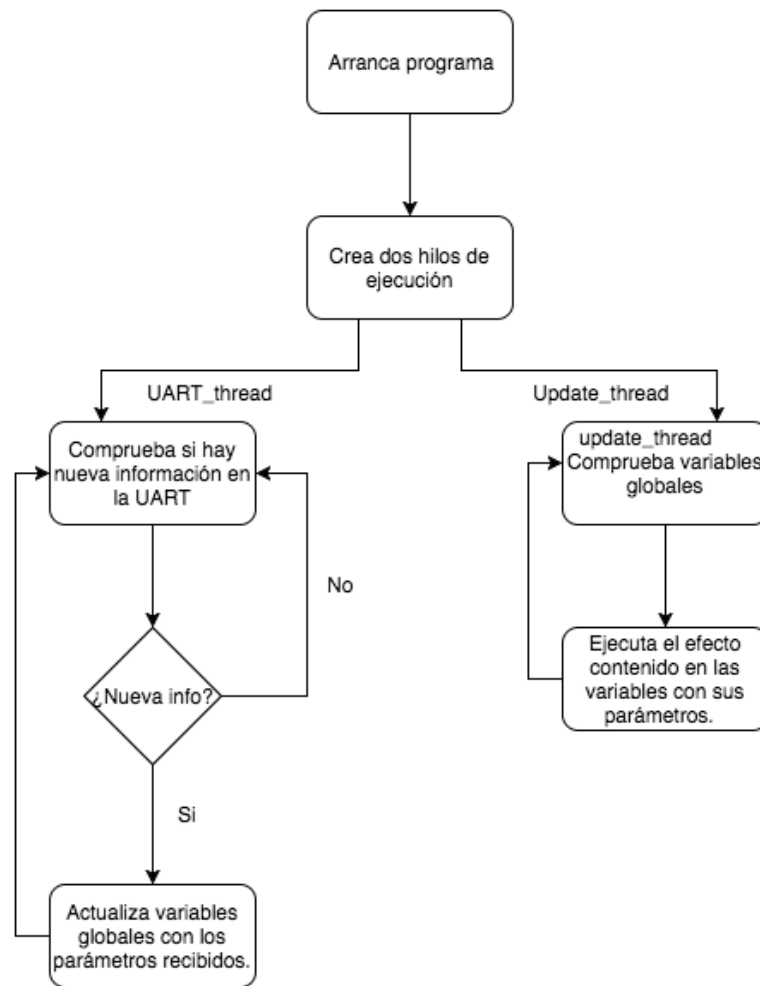 Arranca programa
Crea dos hilos de
ejecución
UART_thread
Update_thread
Comprueba si hay
nueva información en
la UART
update_thread
Comprueba variables
globales
No
¿Nueva info?
Ejecuta el efecto
contenido en las
variables con sus
parámetros.
Si
Actualiza variables
globales con los
parámetros recibidos.